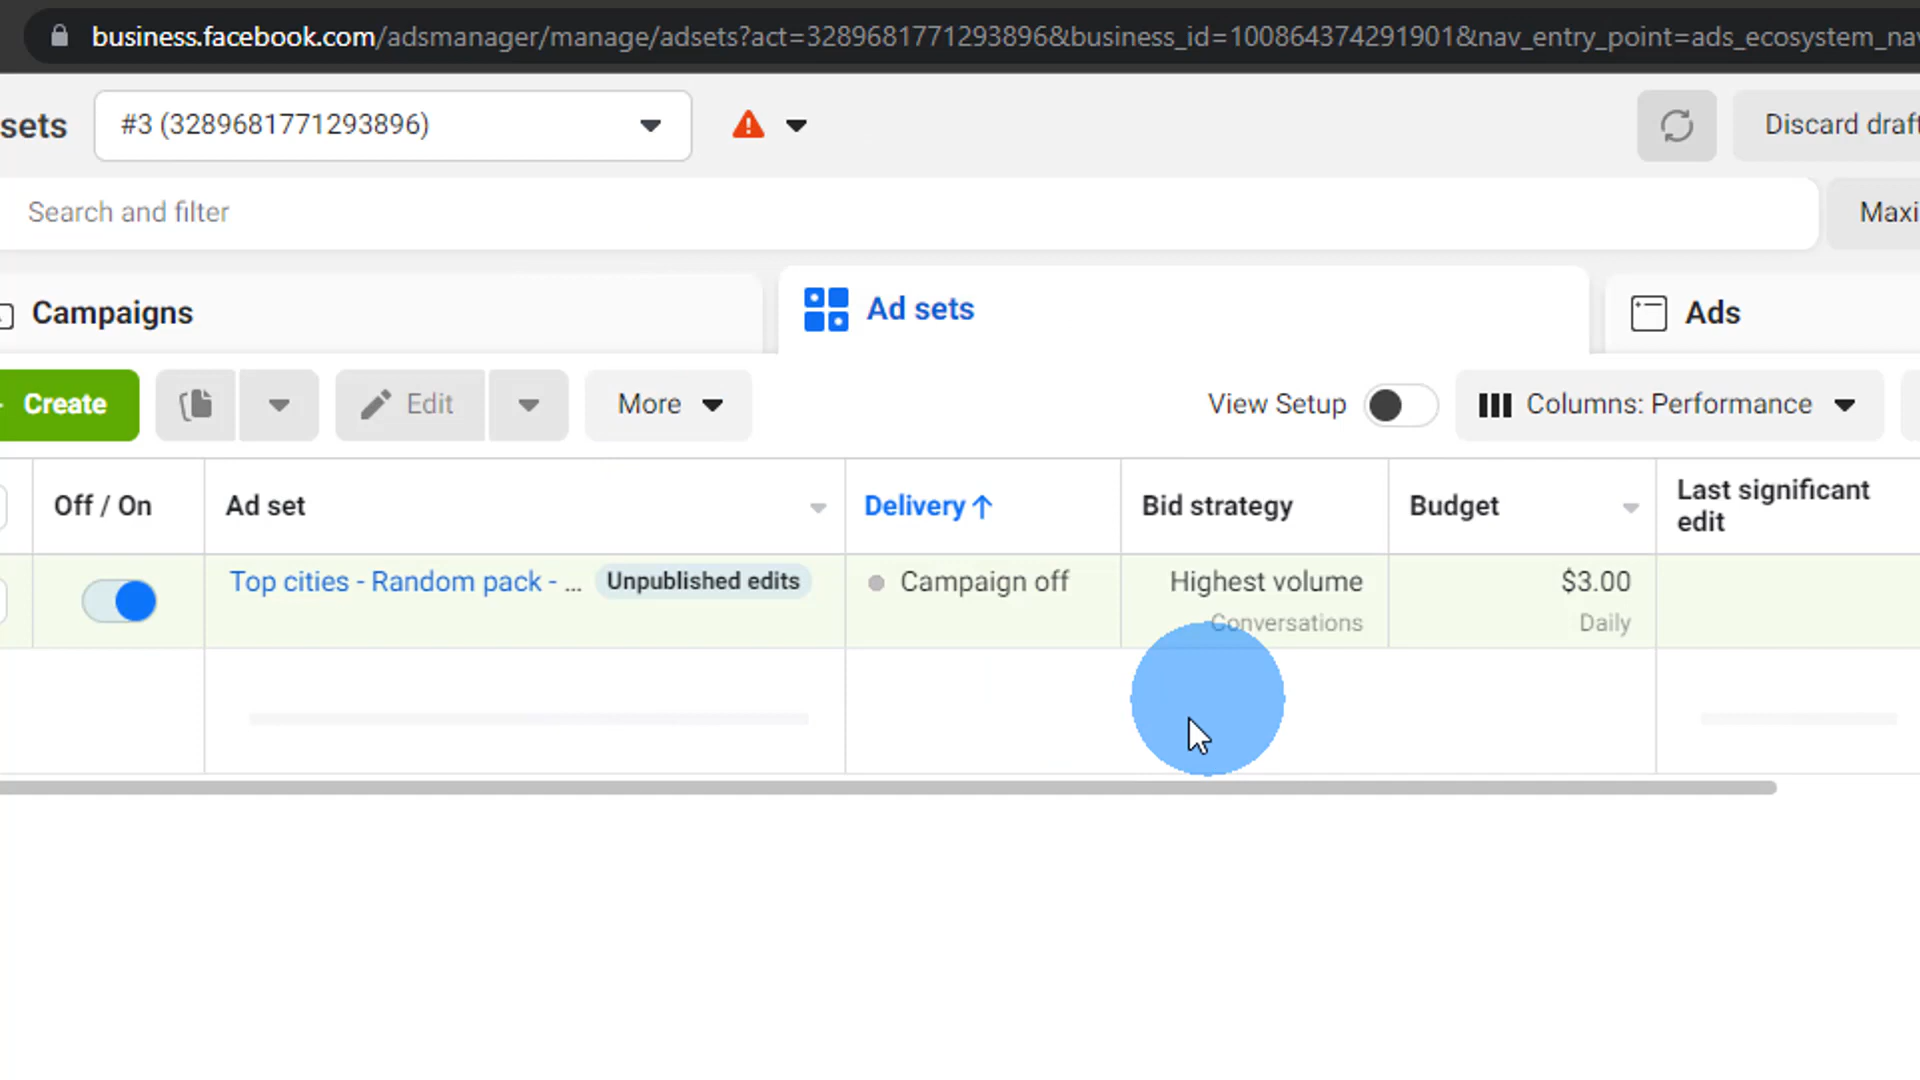 business.facebook.com/adsmanager/manage/adsets?act=3289681771293896&business_id=100864374291901&nav_entry_point=ads_ecosystem_nav
sets
#3 (3289681771293896)
Discard draft
Search and filter
Maxi
Campaigns
Ad sets
Ads
Create
Edit
More
View Setup
Columns: Performance
Off / On
Ad set
Delivery ↑
Bid strategy
Budget
Last significant
edit
Top cities - Random pack - ...
Unpublished edits
Campaign off
Highest volume
Conversations
$3.00
Daily